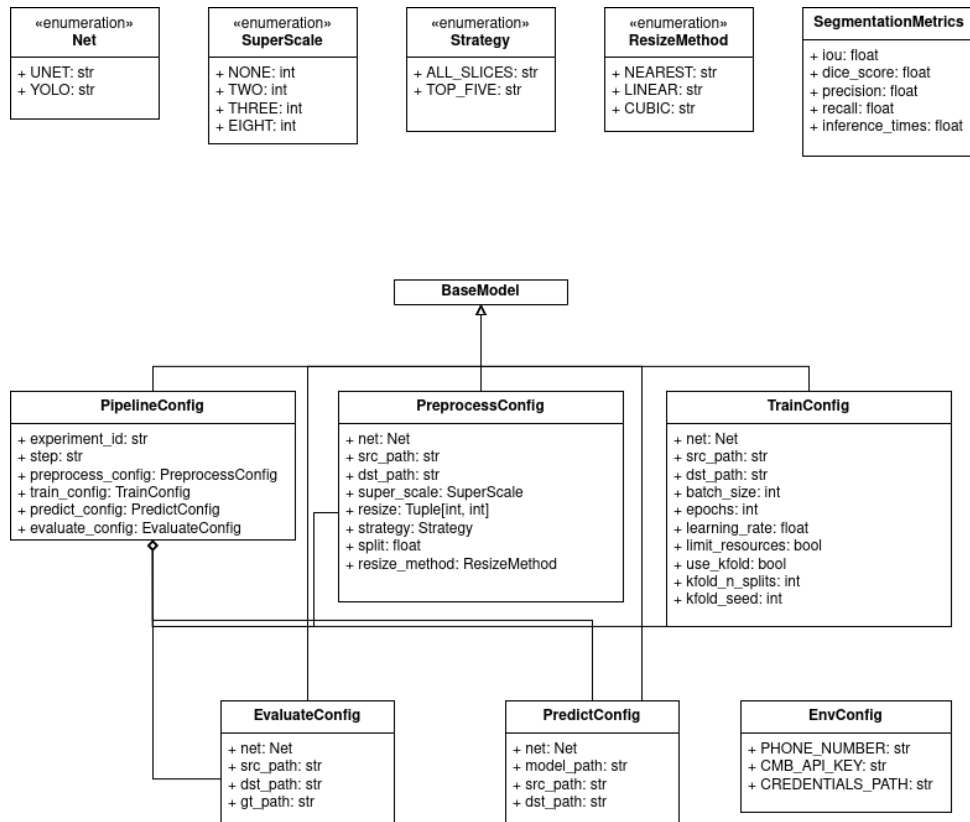 «enumeration»
Net
+ UNET: str
+ YOLO: str
«enumeration»
SuperScale
+ NONE: int
+ TWO: int
+ THREE: int
+ EIGHT: int
«enumeration»
Strategy
+ ALL_SLICES: str
+ TOP_FIVE: str
«enumeration»
ResizeMethod
+ NEAREST: str
+ LINEAR: str
+ CUBIC: str
SegmentationMetrics
+ iou: float
+ dice_score: float
+ precision: float
+ recall: float
+ inference_times: float
BaseModel
PipelineConfig
+ experiment_id: str
+ step: str
+ preprocess_config: PreprocessConfig
+ train_config: TrainConfig
+ predict_config: PredictConfig
+ evaluate_config: EvaluateConfig
PreprocessConfig
+ net: Net
+ src_path: str
+ dst_path: str
+ super_scale: SuperScale
+ resize: Tuple[int, int]
+ strategy: Strategy
+ split: float
+ resize_method: ResizeMethod
TrainConfig
+ net: Net
+ src_path: str
+ dst_path: str
+ batch_size: int
+ epochs: int
+ learning_rate: float
+ limit_resources: bool
+ use_kfold: bool
+ kfold_n_splits: int
+ kfold_seed: int
EvaluateConfig
+ net: Net
+ src_path: str
+ dst_path: str
+ gt_path: str
PredictConfig
+ net: Net
+ model_path: str
+ src_path: str
+ dst_path: str
EnvConfig
+ PHONE_NUMBER: str
+ CMB_API_KEY: str
+ CREDENTIALS_PATH: str